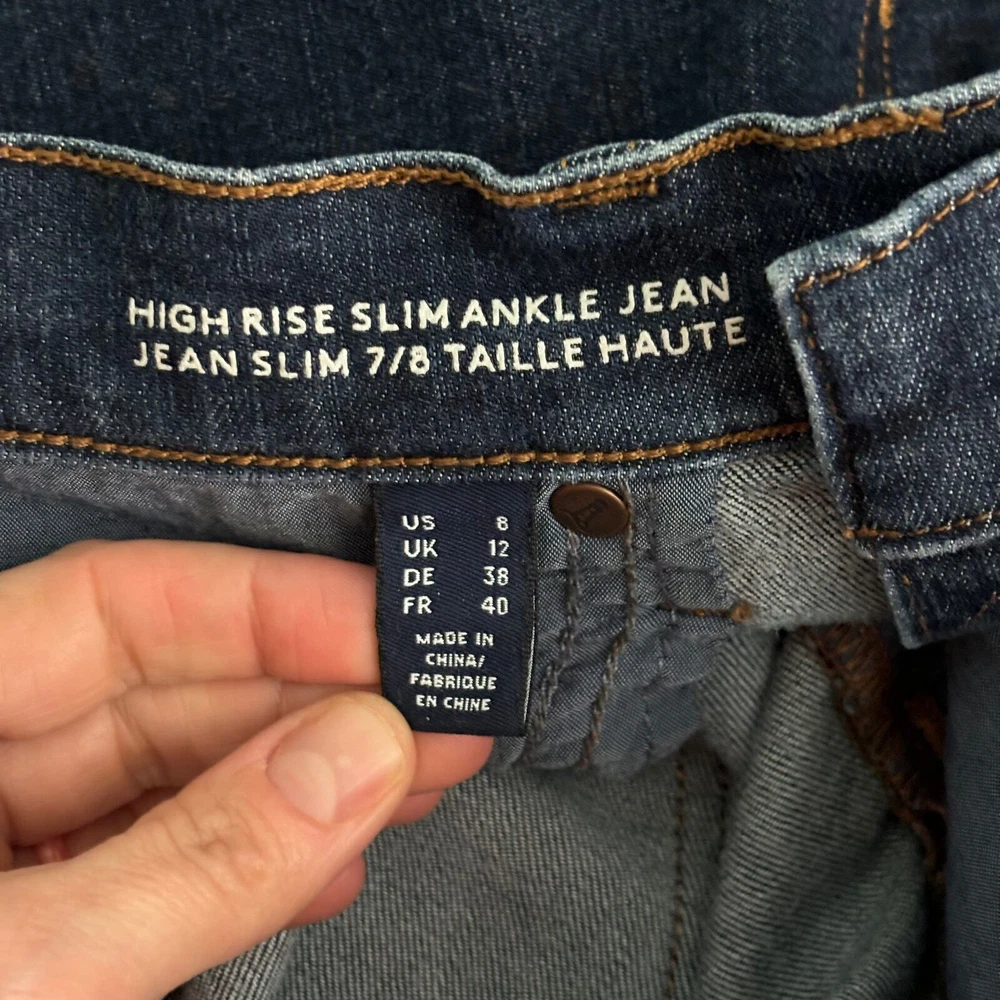 HIGH RISE SLIM ANKLE JEAN
JEAN SLIM 7/8 TAILLE HAUTE
US 8
UK 12
DE 38
FR 40
MADE IN
CHINA/
FABRIQUE
EN CHINE